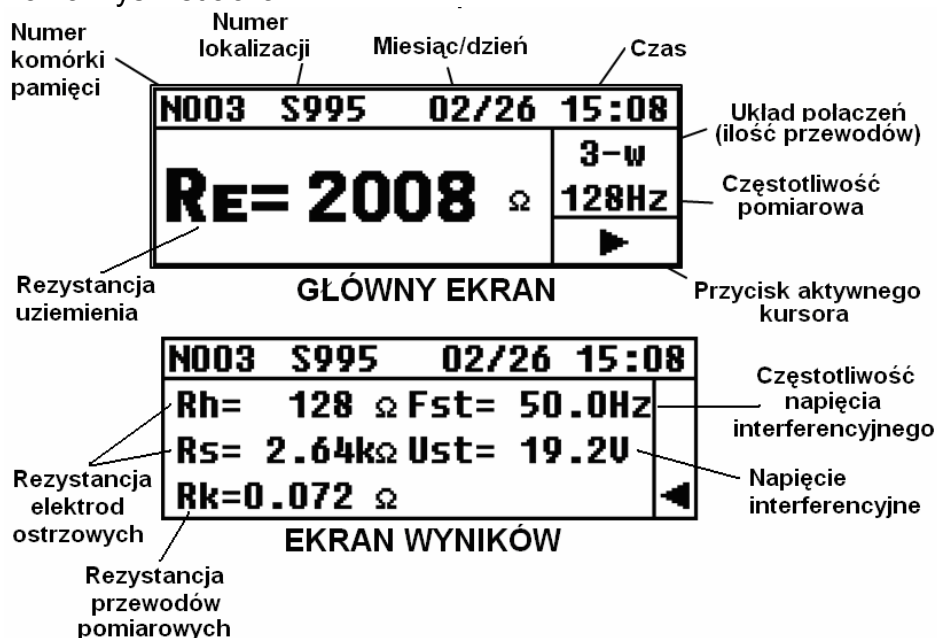 Numer
komórki
pamięci
Numer
lokalizacji
Miesiąc/dzień
Czas
N003 S995 02/26 15:08
RE= 2008 Ω
3-w
128Hz
Układ połączeń
(ilość przewodów)
Częstotliwość
pomiarowa
Rezystancja
uziemienia
GŁÓWNY EKRAN
Przycisk aktywnego
kursora
N003 S995 02/26 15:08
Rh= 128 Ω Fst= 50.0Hz
Rs= 2.64kΩ Ust= 19.2V
Rk=0.072 Ω
Częstotliwość
napięcia
interferencyjnego
Napięcie
interferencyjne
Rezystancja
elektrod
ostrzowych
EKRAN WYNIKÓW
Rezystancja
przewodów
pomiarowych